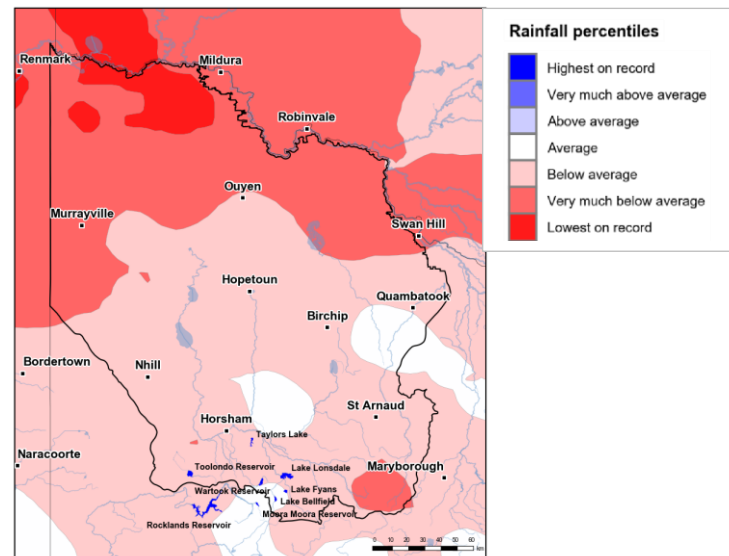 Rainfall percentiles
Highest on record
Very much above average
Above average
Average
Below average
Very much below average
Lowest on record
Renmark
Mildura
Robinvale
Ouyen
Murrayville
Swan Hill
Hopetoun
Quambatook
Birchip
Bordertown
Nhill
St Arnaud
Horsham
Taylors Lake
Naracoorte
Toolondo Reservoir
Lake Lonsdale
Maryborough
Wartook Reservoir
Lake Fyans
Lake Bellfield
Moora Moora Reservoir
Rocklands Reservoir
0 10 20 30 40 50 60
km